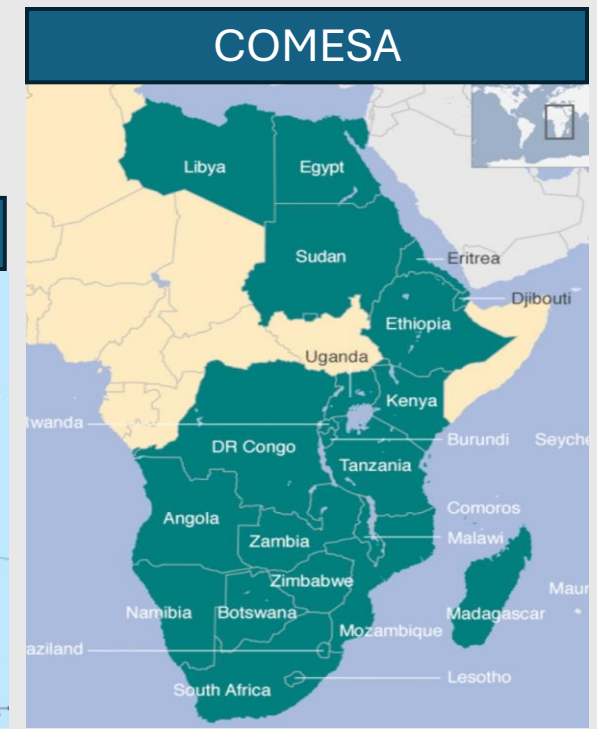 COMESA
Libya
Egypt
Sudan
Eritrea
Djibouti
Ethiopia
Uganda
Kenya
wanda
DR Congo
Burundi
Seyche
Tanzania
Comoros
Angola
Malawi
Zambia
Zimbabwe
Maur
Namibia
Botswana
Madagascar
Mozambique
aziland
Lesotho
South Africa